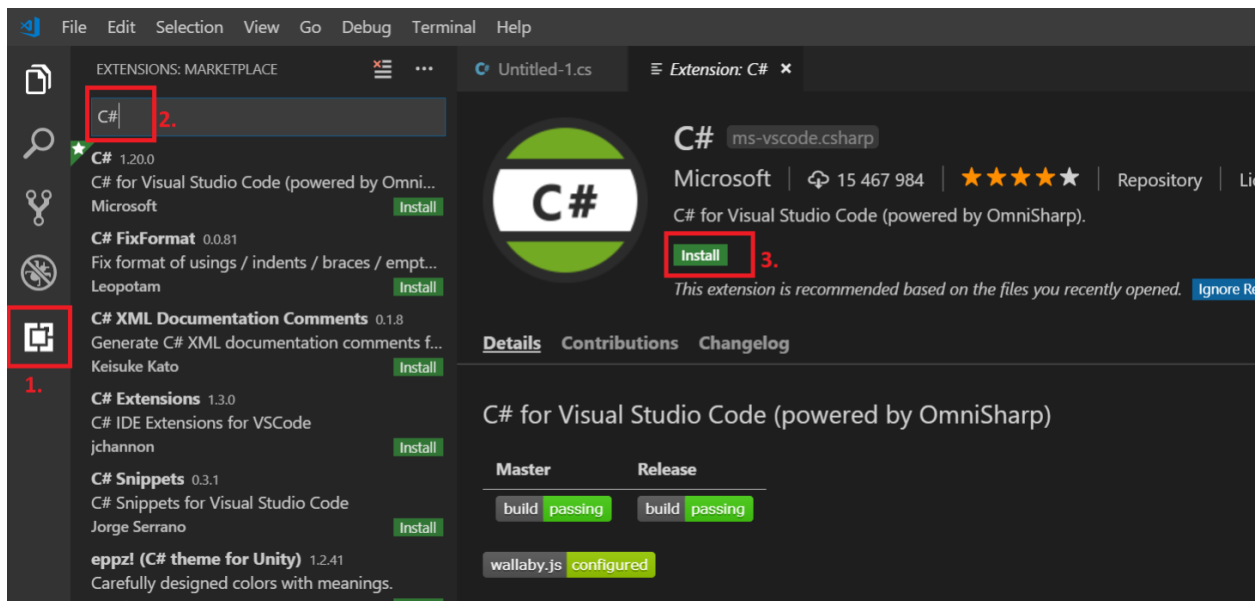 File Edit Selection View Go Debug Terminal Help
EXTENSIONS: MARKETPLACE
C#
2.
C# 1.20.0
C# for Visual Studio Code (powered by Omni...
Microsoft Install
C# FixFormat 0.0.81
Fix format of usings / indents / braces / empt...
Leopotam Install
C# XML Documentation Comments 0.1.8
Generate C# XML documentation comments f...
Keisuke Kato Install
C# Extensions 1.3.0
C# IDE Extensions for VSCode
jchannon Install
C# Snippets 0.3.1
C# Snippets for Visual Studio Code
Jorge Serrano Install
eppz! (C# theme for Unity) 1.2.41
Carefully designed colors with meanings.
1.
Untitled-1.cs Extension: C#
C#
C# ms-vscode.csharp
Microsoft 15 467 984 Repository Li
C# for Visual Studio Code (powered by OmniSharp).
Install 3.
This extension is recommended based on the files you recently opened. Ignore Re
Details Contributions Changelog
C# for Visual Studio Code (powered by OmniSharp)
Master Release
build passing build passing
wallaby.js configured